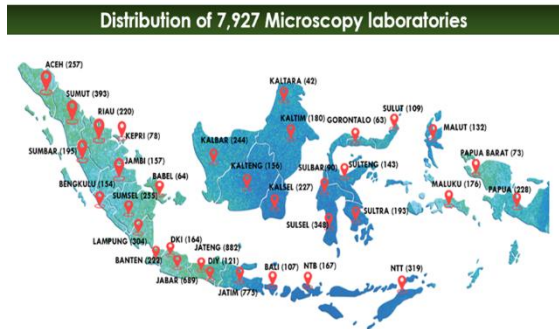 Distribution of 7,927 Microscopy laboratories
ACEH (257)
SUMUT (393)
RIAU (220)
KEPRI (78)
SUMBAR (195)
JAMBI (157)
BABEL (64)
BENGKULU (154)
SUMSEL (255)
LAMPUNG (304)
BANTEN (222)
DKI (164)
JATENG (882)
DIY (121)
JABAR (689)
JATIM (773)
BALI (107)
NTB (167)
NTT (319)
KALTARA (42)
KALTIM (180)
KALBAR (244)
KALTENG (156)
KALSEL (227)
GORONTALO (63)
SULUT (109)
SULBAR(90)
SULTENG (143)
SULTRA (193)
SULSEL (348)
MALUT (132)
PAPUA BARAT (73)
MALUKU (176)
PAPUA (228)